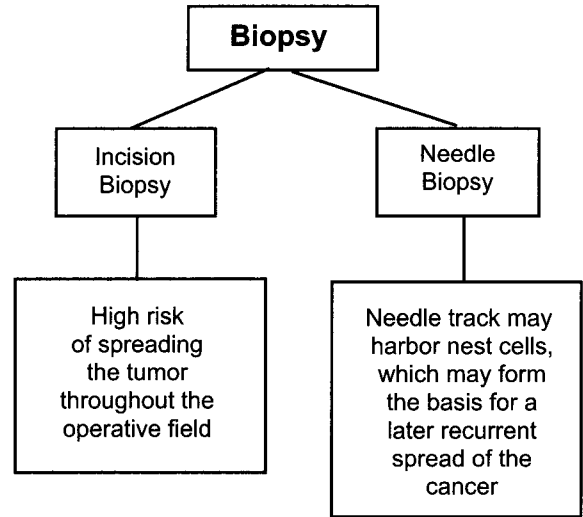 Biopsy
Incision
Biopsy
Needle
Biopsy
High risk
of spreading
the tumor
throughout the
operative field
Needle track may
harbor nest cells,
which may form
the basis for a
later recurrent
spread of the
cancer